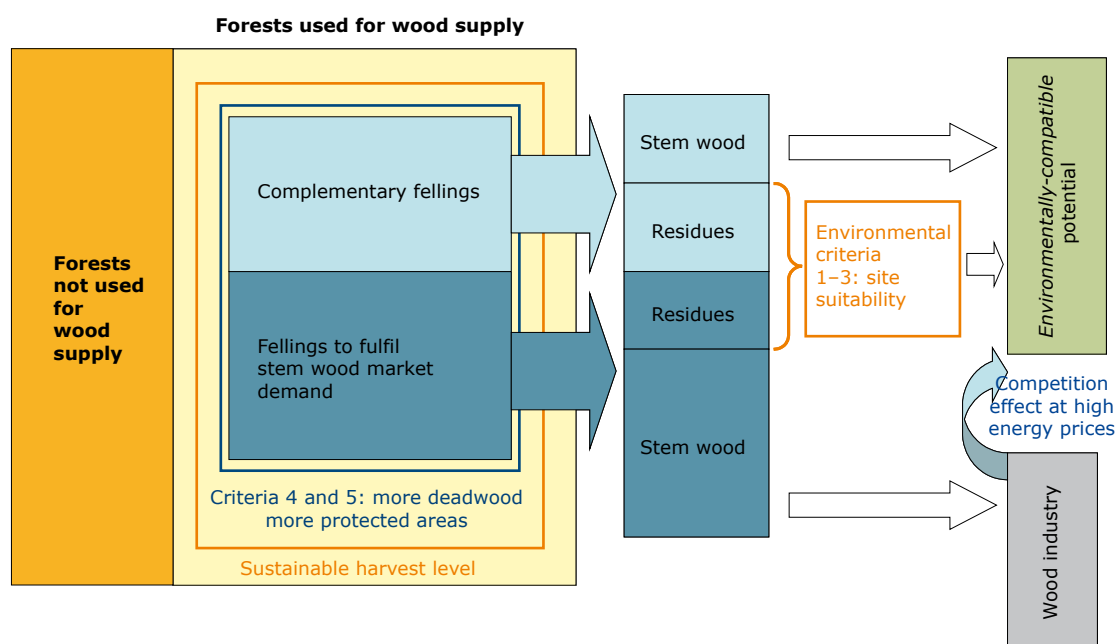 Forests used for wood supply
Forests
not used
for
wood
supply
Complementary fellings
Fellings to fulfil
stem wood market
demand
Criteria 4 and 5: more deadwood
more protected areas
Sustainable harvest level
Stem wood
Residues
Residues
Stem wood
Environmental
criteria
1–3: site
suitability
Environmentally-compatible
potential
Competition
effect at high
energy prices
Wood industry